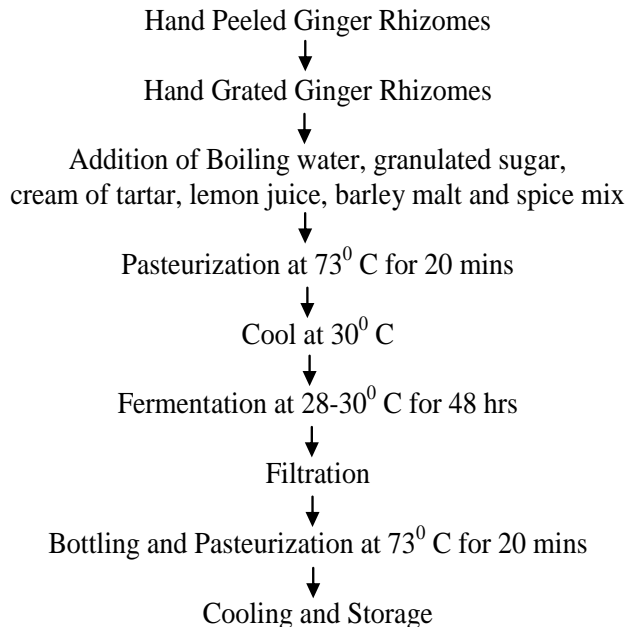 Hand Peeled Ginger Rhizomes
Hand Grated Ginger Rhizomes
Addition of Boiling water, granulated sugar,
cream of tartar, lemon juice, barley malt and spice mix
Pasteurization at 73⁰ C for 20 mins
Cool at 30⁰ C
Fermentation at 28-30⁰ C for 48 hrs
Filtration
Bottling and Pasteurization at 73⁰ C for 20 mins
Cooling and Storage